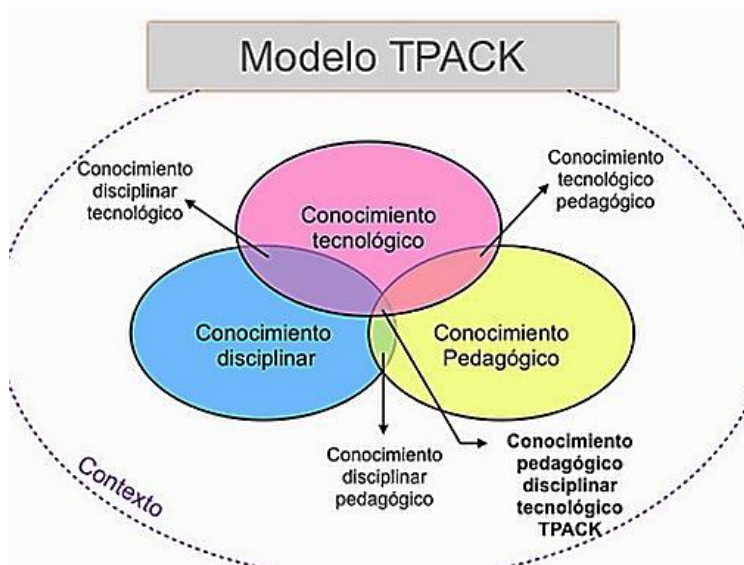 Modelo TPACK
Conocimiento
disciplinar
tecnológico
Conocimiento
tecnológico
pedagógico
Conocimiento
tecnológico
Conocimiento
disciplinar
Conocimiento
Pedagógico
Conocimiento
disciplinar
pedagógico
Conocimiento
pedagógico
disciplinar
tecnológico
TPACK
Contexto